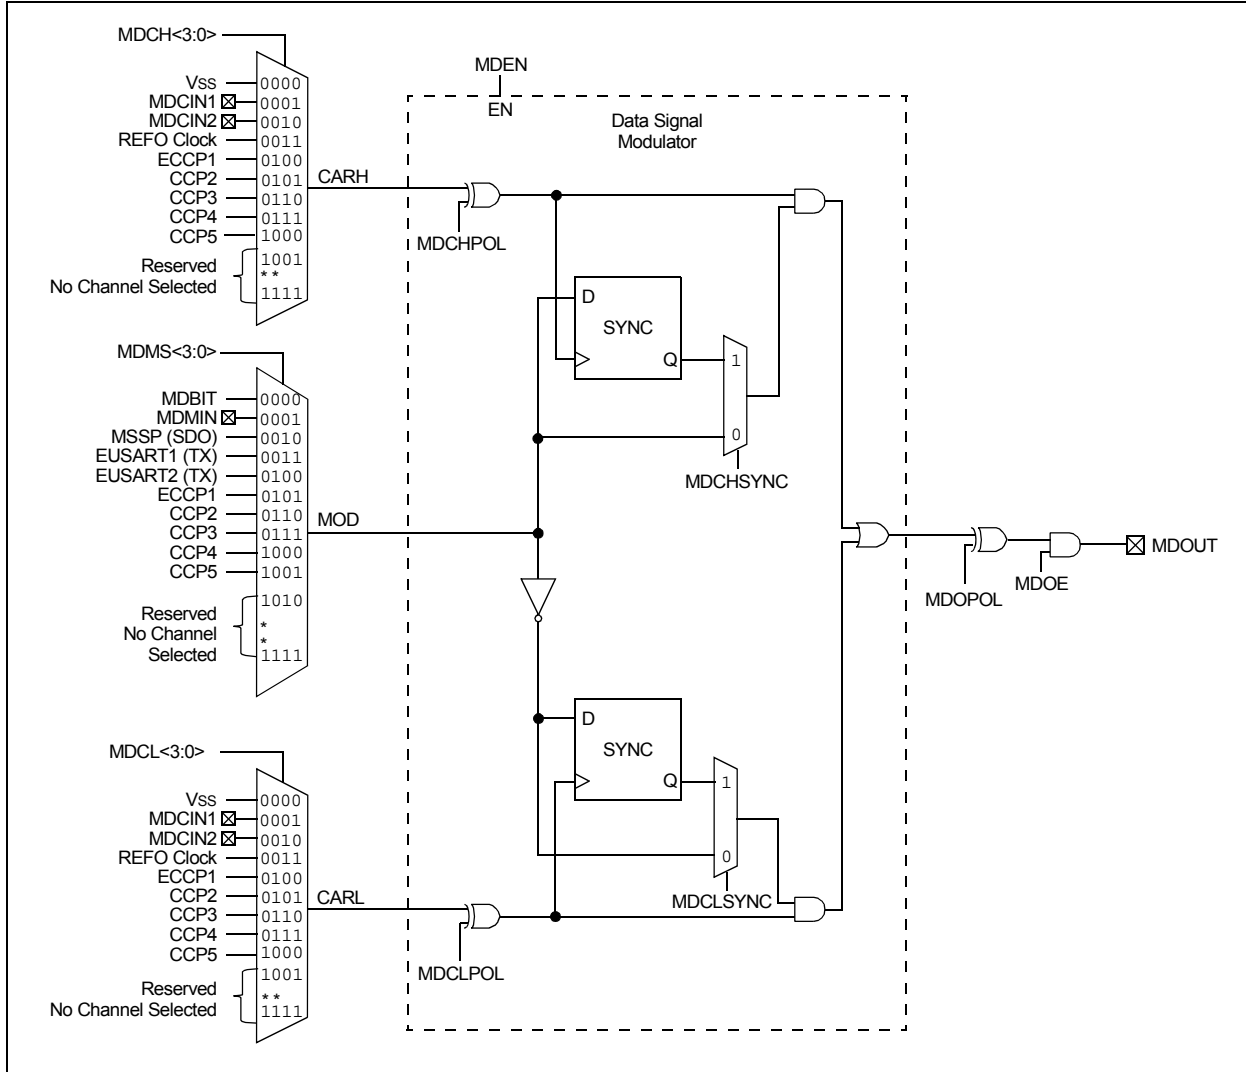 MDCH<3:0>
VSS 0000
MDCIN1 0001
MDCIN2 0010
REFO Clock 0011
ECCP1 0100
CCP2 0101
CCP3 0110
CCP4 0111
CCP5 1000
1001
Reserved
* *
No Channel Selected
1111
CARH
MDEN
EN
Data Signal
Modulator
MDCHPOL
D
SYNC
Q
1
0
MDCHSYNC
MDMS<3:0>
MDBIT 0000
MDMIN 0001
MSSP (SDO) 0010
EUSART1 (TX) 0011
EUSART2 (TX) 0100
ECCP1 0101
CCP2 0110
CCP3 0111
CCP4 1000
CCP5 1001
1010
Reserved
*
No Channel
*
Selected
1111
MOD
MDOPOL
MDOE
MDOUT
D
SYNC
Q
1
0
MDCLSYNC
MDCL<3:0>
VSS 0000
MDCIN1 0001
MDCIN2 0010
REFO Clock 0011
ECCP1 0100
CCP2 0101
CCP3 0110
CCP4 0111
CCP5 1000
1001
Reserved
* *
No Channel Selected
1111
CARL
MDCLPOL